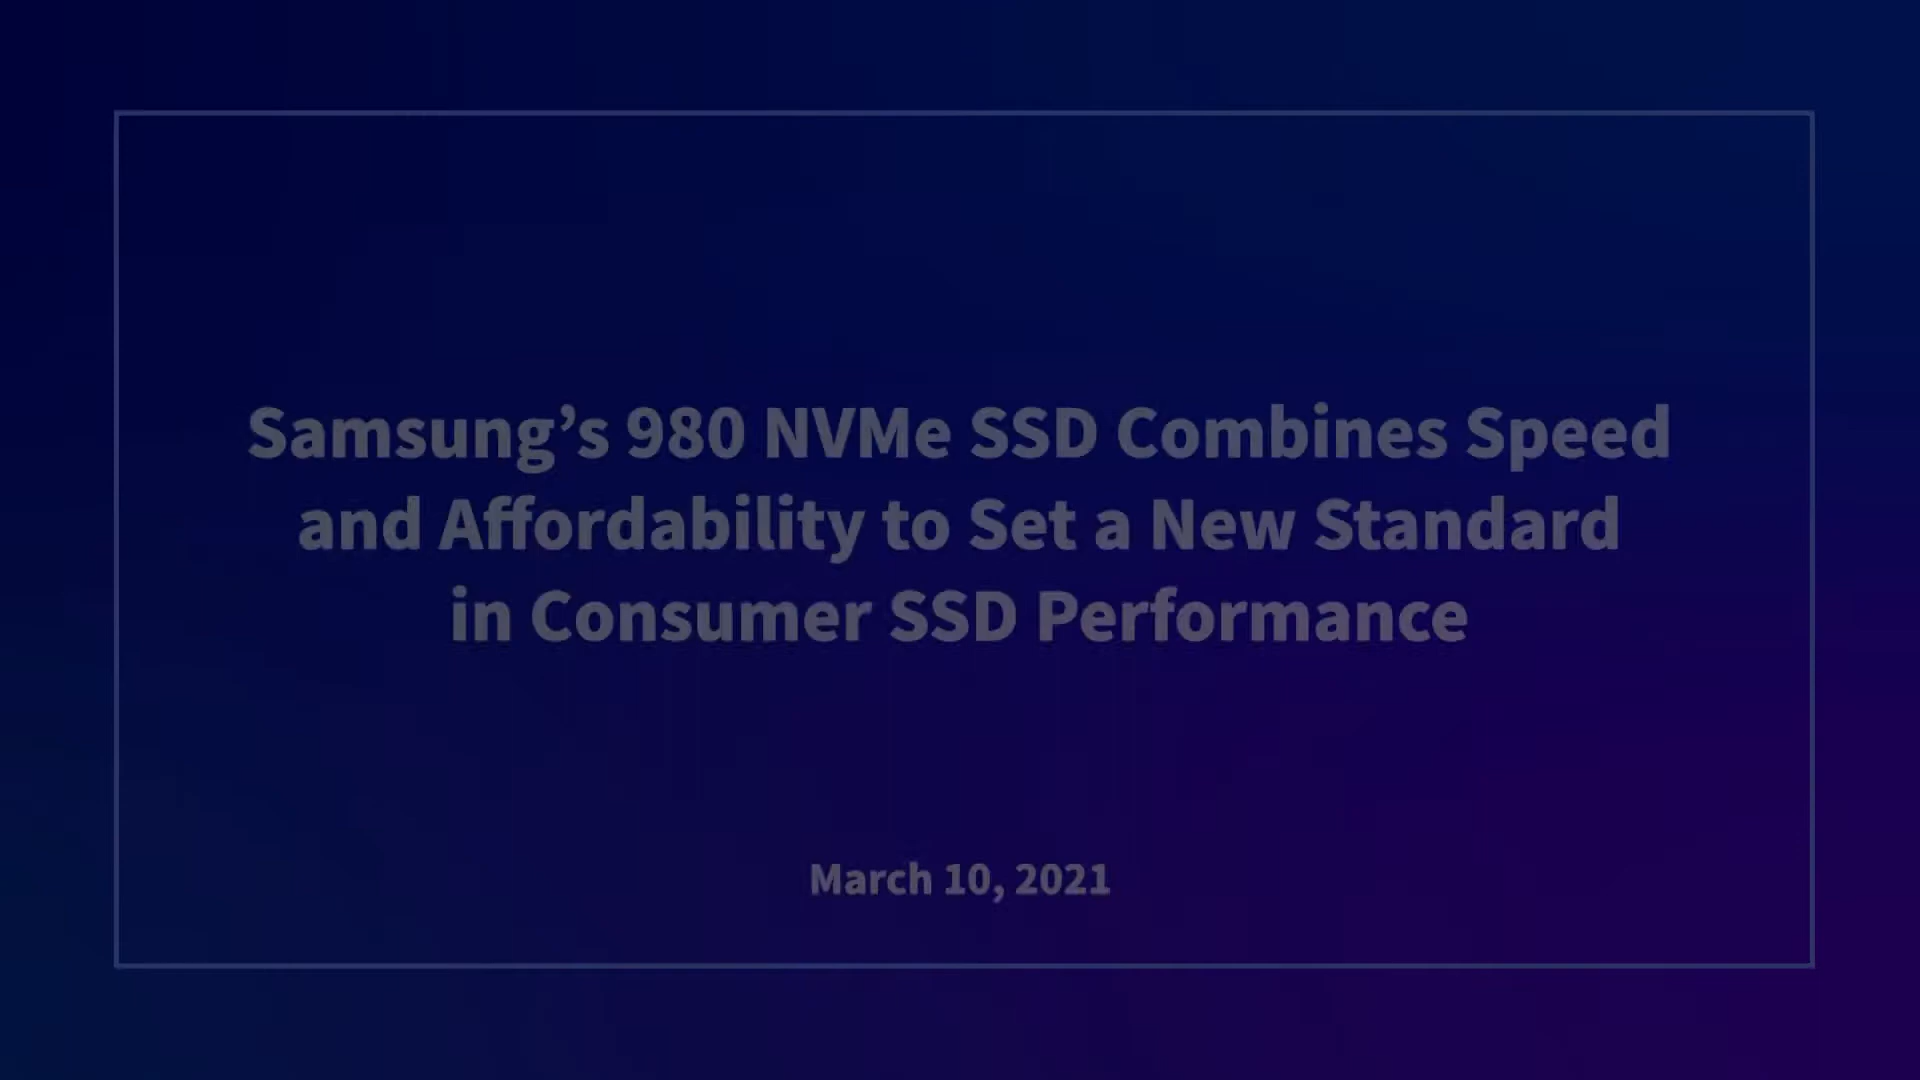 Samsung’s 980 NVMe SSD Combines Speed
and Affordability to Set a New Standard
in Consumer SSD Performance
March 10, 2021